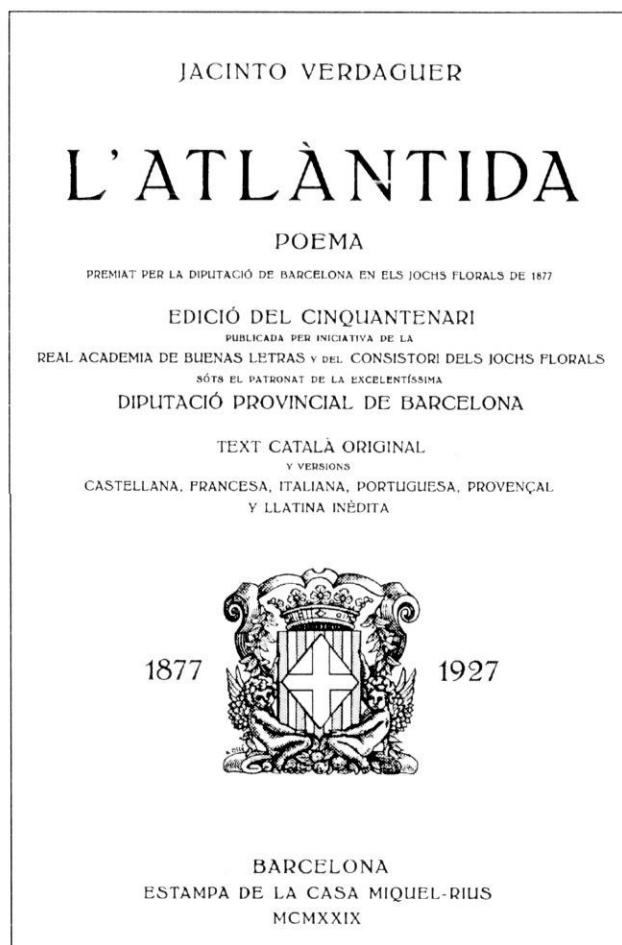 JACINTO VERDAGUER
L'ATLÀNTIDA
POEMA
PREMIAT PER LA DIPUTACIÓ DE BARCELONA EN ELS JOCHS FLORALS DE 1877
EDICIÓ DEL CINQUANTENARI
PUBLICADA PER INICIATIVA DE LA
REAL ACADEMIA DE BUENAS LETRAS Y DEL CONSISTORI DELS JOCHS FLORALS
SÓTS EL PATRONAT DE LA EXCELENTÍSSIMA
DIPUTACIÓ PROVINCIAL DE BARCELONA
TEXT CATALÀ ORIGINAL
Y VERSIONS
CASTELLANA, FRANCESA, ITALIANA, PORTUGUESA, PROVENÇAL
Y LLATINA INÈDITA
1877 1927
BARCELONA
ESTAMPA DE LA CASA MIQUEL-RIUS
MCMXXIX